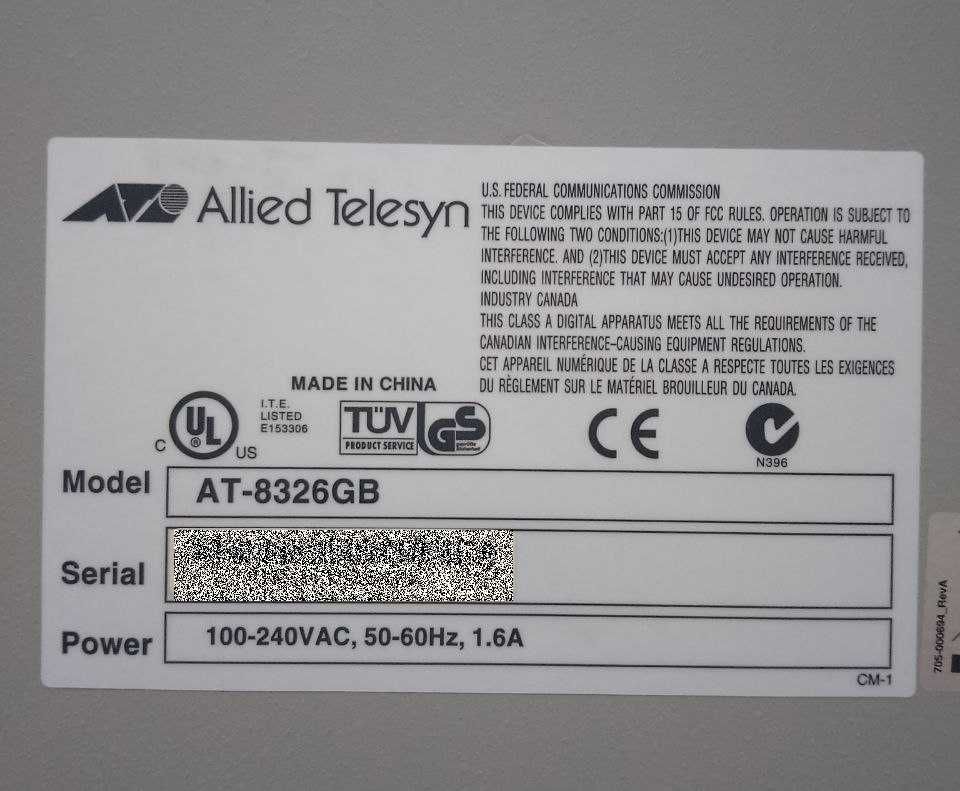 Allied Telesyn
U.S. FEDERAL COMMUNICATIONS COMMISSION
THIS DEVICE COMPLIES WITH PART 15 OF FCC RULES. OPERATION IS SUBJECT TO
THE FOLLOWING TWO CONDITIONS:(1)THIS DEVICE MAY NOT CAUSE HARMFUL
INTERFERENCE. AND (2)THIS DEVICE MUST ACCEPT ANY INTERFERENCE RECEIVED,
INCLUDING INTERFERENCE THAT MAY CAUSE UNDESIRED OPERATION.
INDUSTRY CANADA
THIS CLASS A DIGITAL APPARATUS MEETS ALL THE REQUIREMENTS OF THE
CANADIAN INTERFERENCE-CAUSING EQUIPMENT REGULATIONS.
CET APPAREIL NUMÉRIQUE DE LA CLASSE A RESPECTE TOUTES LES EXIGENCES
DU RÈGLEMENT SUR LE MATÉRIEL BROUILLEUR DU CANADA.
MADE IN CHINA
C UL ® US
I.T.E.
LISTED
E153306
TÜV
PRODUCT SERVICE
GS
geprüfte
Sicherheit
CE
N396
Model AT-8326GB
Serial
Power 100-240VAC, 50-60Hz, 1.6A
CM-1
705-000694_RevA